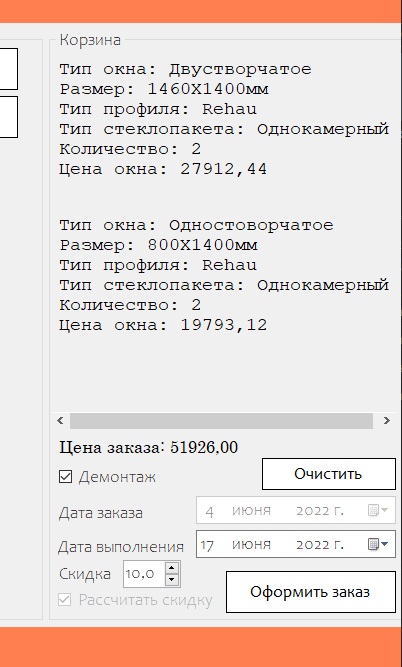 Корзина
Тип окна: Двустворчатое
Размер: 1460X1400мм
Тип профиля: Rehau
Тип стеклопакета: Однокамерный
Количество: 2
Цена окна: 27912,44
Тип окна: Одностоворчатое
Размер: 800X1400мм
Тип профиля: Rehau
Тип стеклопакета: Однокамерный
Количество: 2
Цена окна: 19793,12
Цена заказа: 51926,00
Демонтаж
Очистить
Дата заказа 4 июня 2022 г.
Дата выполнения 17 июня 2022 г.
Скидка 10,0
Рассчитать скидку
Оформить заказ